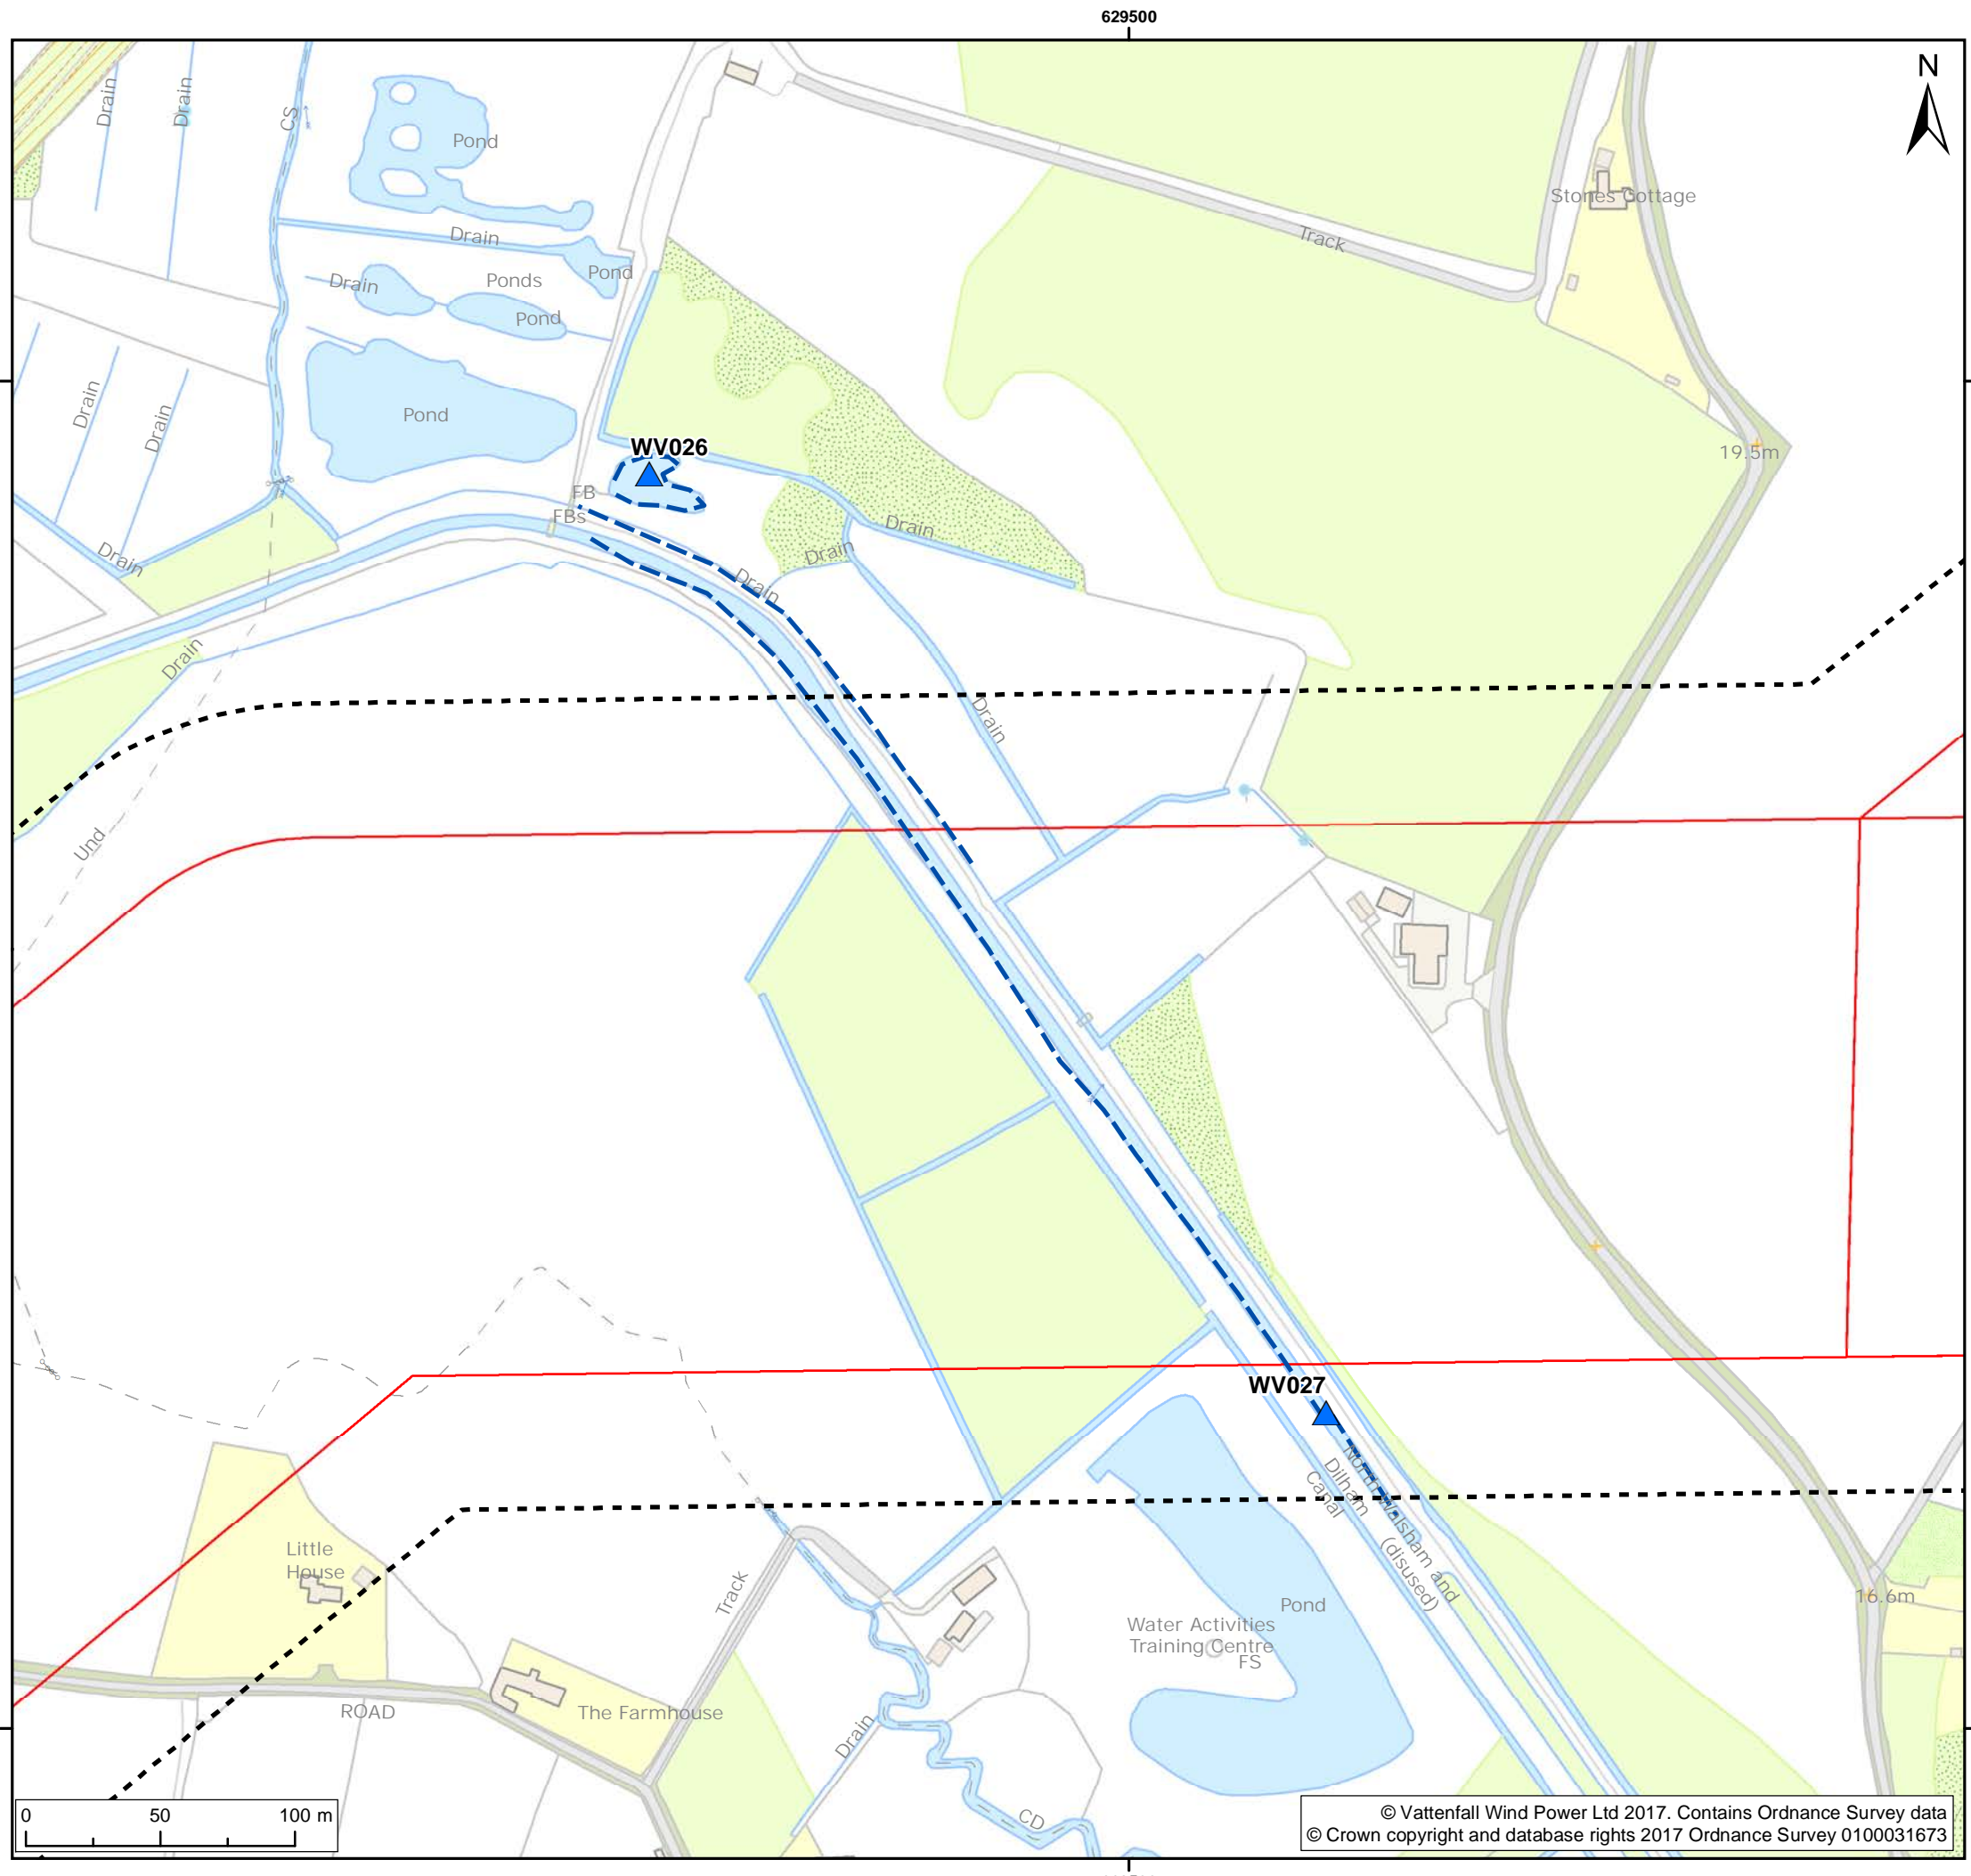 629500
N
Drain
Drain
CS
Pond
Stones Cottage
Drain
Track
Pond
Drain
Ponds
Pond
Drain
Drain
Pond
WV026
19.5m
FB
FBs
Drain
Drain
Drain
Drain
Drain
Drain
Und
WV027
North Walsham and
Dilham
Canal
(disused)
Little
House
Track
Pond
16.6m
Water Activities
Training Centre
FS
ROAD
The Farmhouse
Drain
CD
0 50 100 m
© Vattenfall Wind Power Ltd 2017. Contains Ordnance Survey data
© Crown copyright and database rights 2017 Ordnance Survey 0100031673